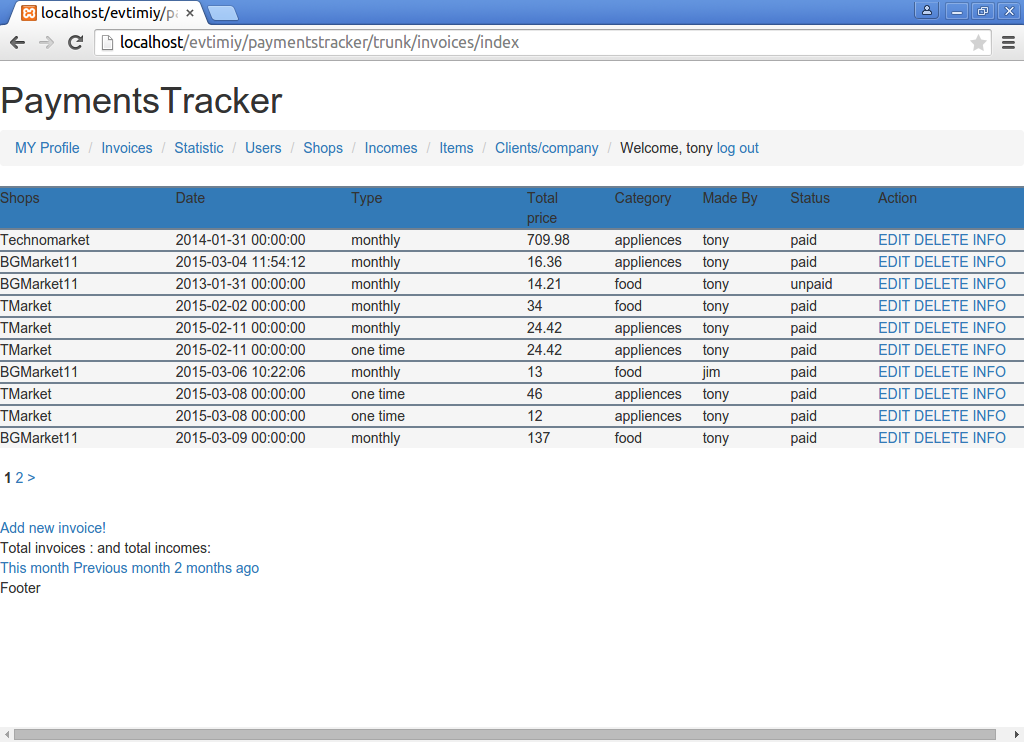 localhost/evtimiy/pa
localhost/evtimiy/paymentstracker/trunk/invoices/index
PaymentsTracker
MY Profile / Invoices / Statistic / Users / Shops / Incomes / Items / Clients/company / Welcome, tony log out
Shops Date Type Total price Category Made By Status Action
Technomarket 2014-01-31 00:00:00 monthly 709.98 appliences tony paid EDIT DELETE INFO
BGMarket11 2015-03-04 11:54:12 monthly 16.36 appliences tony paid EDIT DELETE INFO
BGMarket11 2013-01-31 00:00:00 monthly 14.21 food tony unpaid EDIT DELETE INFO
TMarket 2015-02-02 00:00:00 monthly 34 food tony paid EDIT DELETE INFO
TMarket 2015-02-11 00:00:00 monthly 24.42 appliences tony paid EDIT DELETE INFO
TMarket 2015-02-11 00:00:00 one time 24.42 appliences tony paid EDIT DELETE INFO
BGMarket11 2015-03-06 10:22:06 monthly 13 food jim paid EDIT DELETE INFO
TMarket 2015-03-08 00:00:00 one time 46 appliences tony paid EDIT DELETE INFO
TMarket 2015-03-08 00:00:00 one time 12 appliences tony paid EDIT DELETE INFO
BGMarket11 2015-03-09 00:00:00 monthly 137 food tony paid EDIT DELETE INFO
1 2 >
Add new invoice!
Total invoices : and total incomes:
This month Previous month 2 months ago
Footer